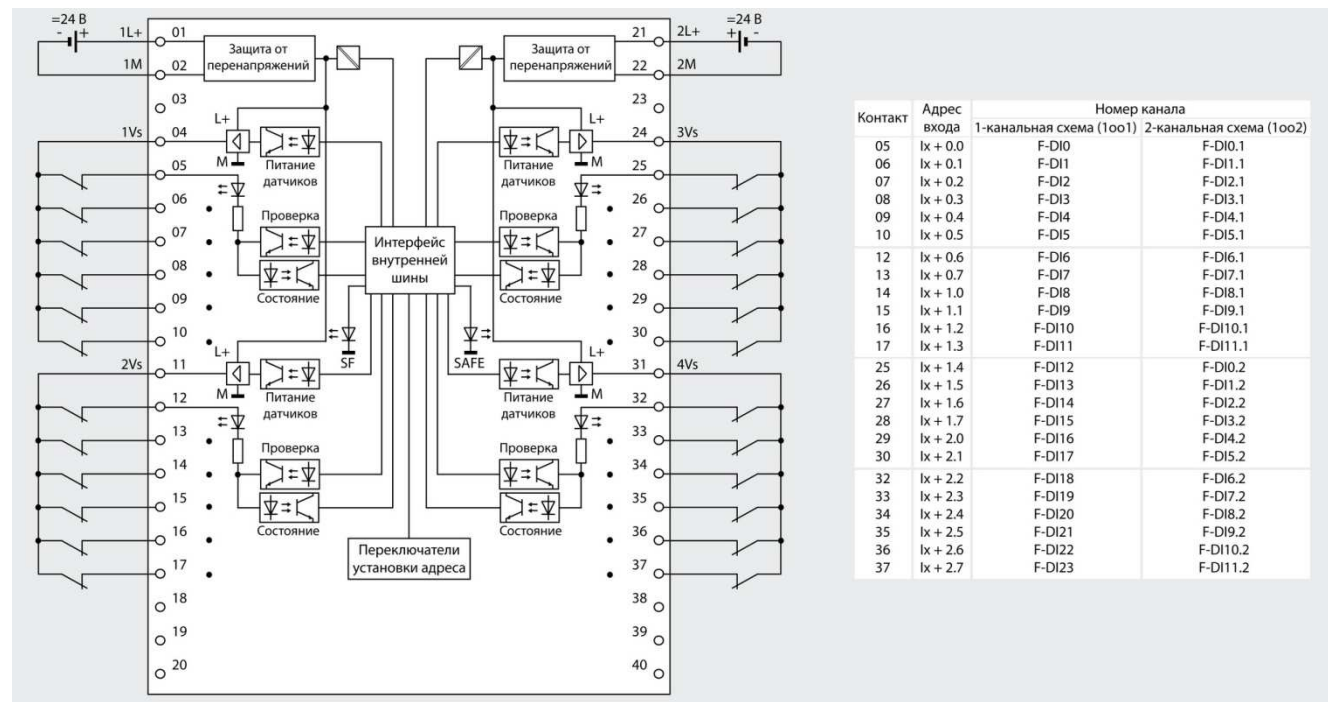 =24 В
- +
1L+
01
1M
02
Защита от
перенапряжений
03
L+
1Vs
04
M
Питание
датчиков
05
06
Проверка
07
08
Состояние
09
10
L+
SF
2Vs
11
M
Питание
датчиков
12
13
Проверка
14
15
Состояние
16
17
18
19
20
Интерфейс
внутренней
шины
Переключатели
установки адреса
=24 В
+ -
21
2L+
22
2M
Защита от
перенапряжений
23
L+
24
3Vs
M
Питание
датчиков
25
26
Проверка
27
28
Состояние
29
30
L+
SAFE
31
4Vs
M
Питание
датчиков
32
33
Проверка
34
35
Состояние
36
37
38
39
40
Контакт Адрес входа Номер канала
1-канальная схема (1oo1) 2-канальная схема (1oo2)
05 Ix + 0.0 F-DI0 F-DI0.1
06 Ix + 0.1 F-DI1 F-DI1.1
07 Ix + 0.2 F-DI2 F-DI2.1
08 Ix + 0.3 F-DI3 F-DI3.1
09 Ix + 0.4 F-DI4 F-DI4.1
10 Ix + 0.5 F-DI5 F-DI5.1
12 Ix + 0.6 F-DI6 F-DI6.1
13 Ix + 0.7 F-DI7 F-DI7.1
14 Ix + 1.0 F-DI8 F-DI8.1
15 Ix + 1.1 F-DI9 F-DI9.1
16 Ix + 1.2 F-DI10 F-DI10.1
17 Ix + 1.3 F-DI11 F-DI11.1
25 Ix + 1.4 F-DI12 F-DI0.2
26 Ix + 1.5 F-DI13 F-DI1.2
27 Ix + 1.6 F-DI14 F-DI2.2
28 Ix + 1.7 F-DI15 F-DI3.2
29 Ix + 2.0 F-DI16 F-DI4.2
30 Ix + 2.1 F-DI17 F-DI5.2
32 Ix + 2.2 F-DI18 F-DI6.2
33 Ix + 2.3 F-DI19 F-DI7.2
34 Ix + 2.4 F-DI20 F-DI8.2
35 Ix + 2.5 F-DI21 F-DI9.2
36 Ix + 2.6 F-DI22 F-DI10.2
37 Ix + 2.7 F-DI23 F-DI11.2